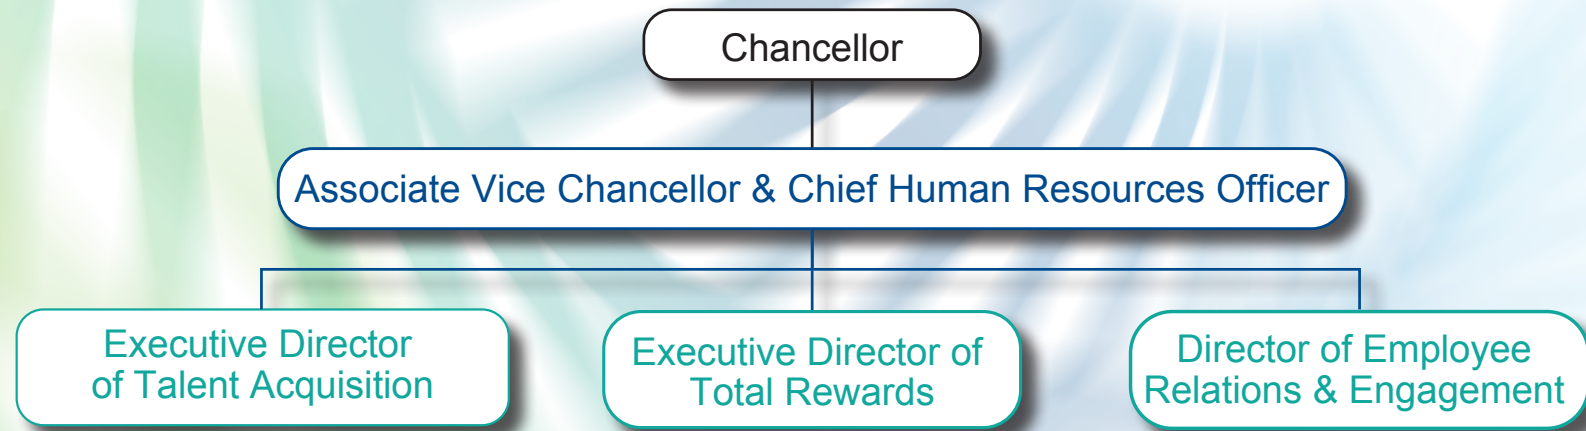 Chancellor
Associate Vice Chancellor & Chief Human Resources Officer
Executive Director
of Talent Acquisition
Executive Director of
Total Rewards
Director of Employee
Relations & Engagement